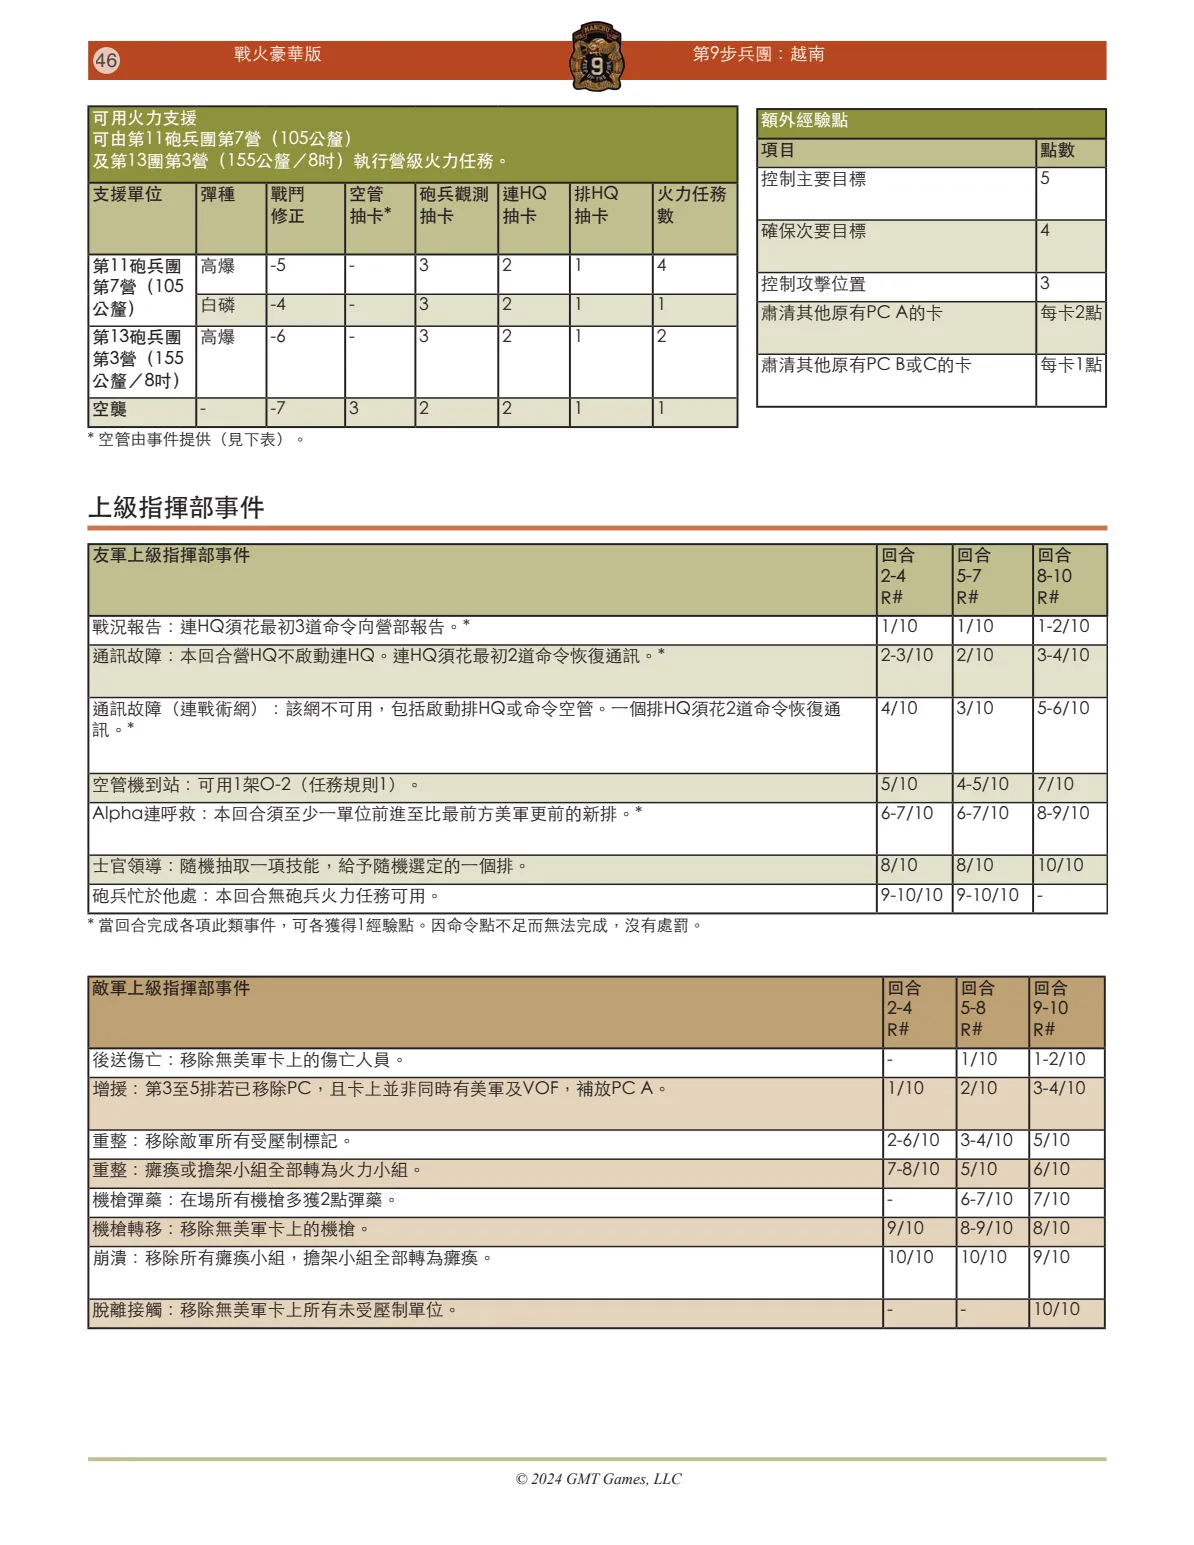 46
戰火豪華版
MANCHU
9
第9步兵團：越南
可用火力支援
可由第11砲兵團第7營（105公釐）
及第13團第3營（155公釐／8吋）執行營級火力任務。
支援單位 彈種 戰鬥修正 空管抽卡* 砲兵觀測抽卡 連HQ抽卡 排HQ抽卡 火力任務數
第11砲兵團第7營（105公釐） 高爆 -5 - 3 2 1 4
白磷 -4 - 3 2 1 1
第13砲兵團第3營（155公釐／8吋） 高爆 -6 - 3 2 1 2
空襲 - -7 3 2 2 1 1
* 空管由事件提供（見下表）。
額外經驗點
項目 點數
控制主要目標 5
確保次要目標 4
控制攻擊位置 3
肅清其他原有PC A的卡 每卡2點
肅清其他原有PC B或C的卡 每卡1點
上級指揮部事件
友軍上級指揮部事件 回合2-4 R# 回合5-7 R# 回合8-10 R#
戰況報告：連HQ須花最初3道命令向營部報告。* 1/10 1/10 1-2/10
通訊故障：本回合營HQ不啟動連HQ。連HQ須花最初2道命令恢復通訊。* 2-3/10 2/10 3-4/10
通訊故障（連戰術網）：該網不可用，包括啟動排HQ或命令空管。一個排HQ須花2道命令恢復通
訊。* 4/10 3/10 5-6/10
空管機到站：可用1架O-2（任務規則1）。 5/10 4-5/10 7/10
Alpha連呼救：本回合須至少一單位前進至比最前方美軍更前的新排。* 6-7/10 6-7/10 8-9/10
士官領導：隨機抽取一項技能，給予隨機選定的一個排。 8/10 8/10 10/10
砲兵忙於他處：本回合無砲兵火力任務可用。 9-10/10 9-10/10 -
* 當回合完成各項此類事件，可各獲得1經驗點。因命令點不足而無法完成，沒有處罰。
敵軍上級指揮部事件 回合2-4 R# 回合5-8 R# 回合9-10 R#
後送傷亡：移除無美軍卡上的傷亡人員。 - 1/10 1-2/10
增援：第3至5排若已移除PC，且卡上並非同時有美軍及VOF，補放PC A。 1/10 2/10 3-4/10
重整：移除敵軍所有受壓制標記。 2-6/10 3-4/10 5/10
重整：癱瘓或擔架小組全部轉為火力小組。 7-8/10 5/10 6/10
機槍彈藥：在場所有機槍多獲2點彈藥。 - 6-7/10 7/10
機槍轉移：移除無美軍卡上的機槍。 9/10 8-9/10 8/10
崩潰：移除所有癱瘓小組，擔架小組全部轉為癱瘓。 10/10 10/10 9/10
脫離接觸：移除無美軍卡上所有未受壓制單位。 - - 10/10
© 2024 GMT Games, LLC